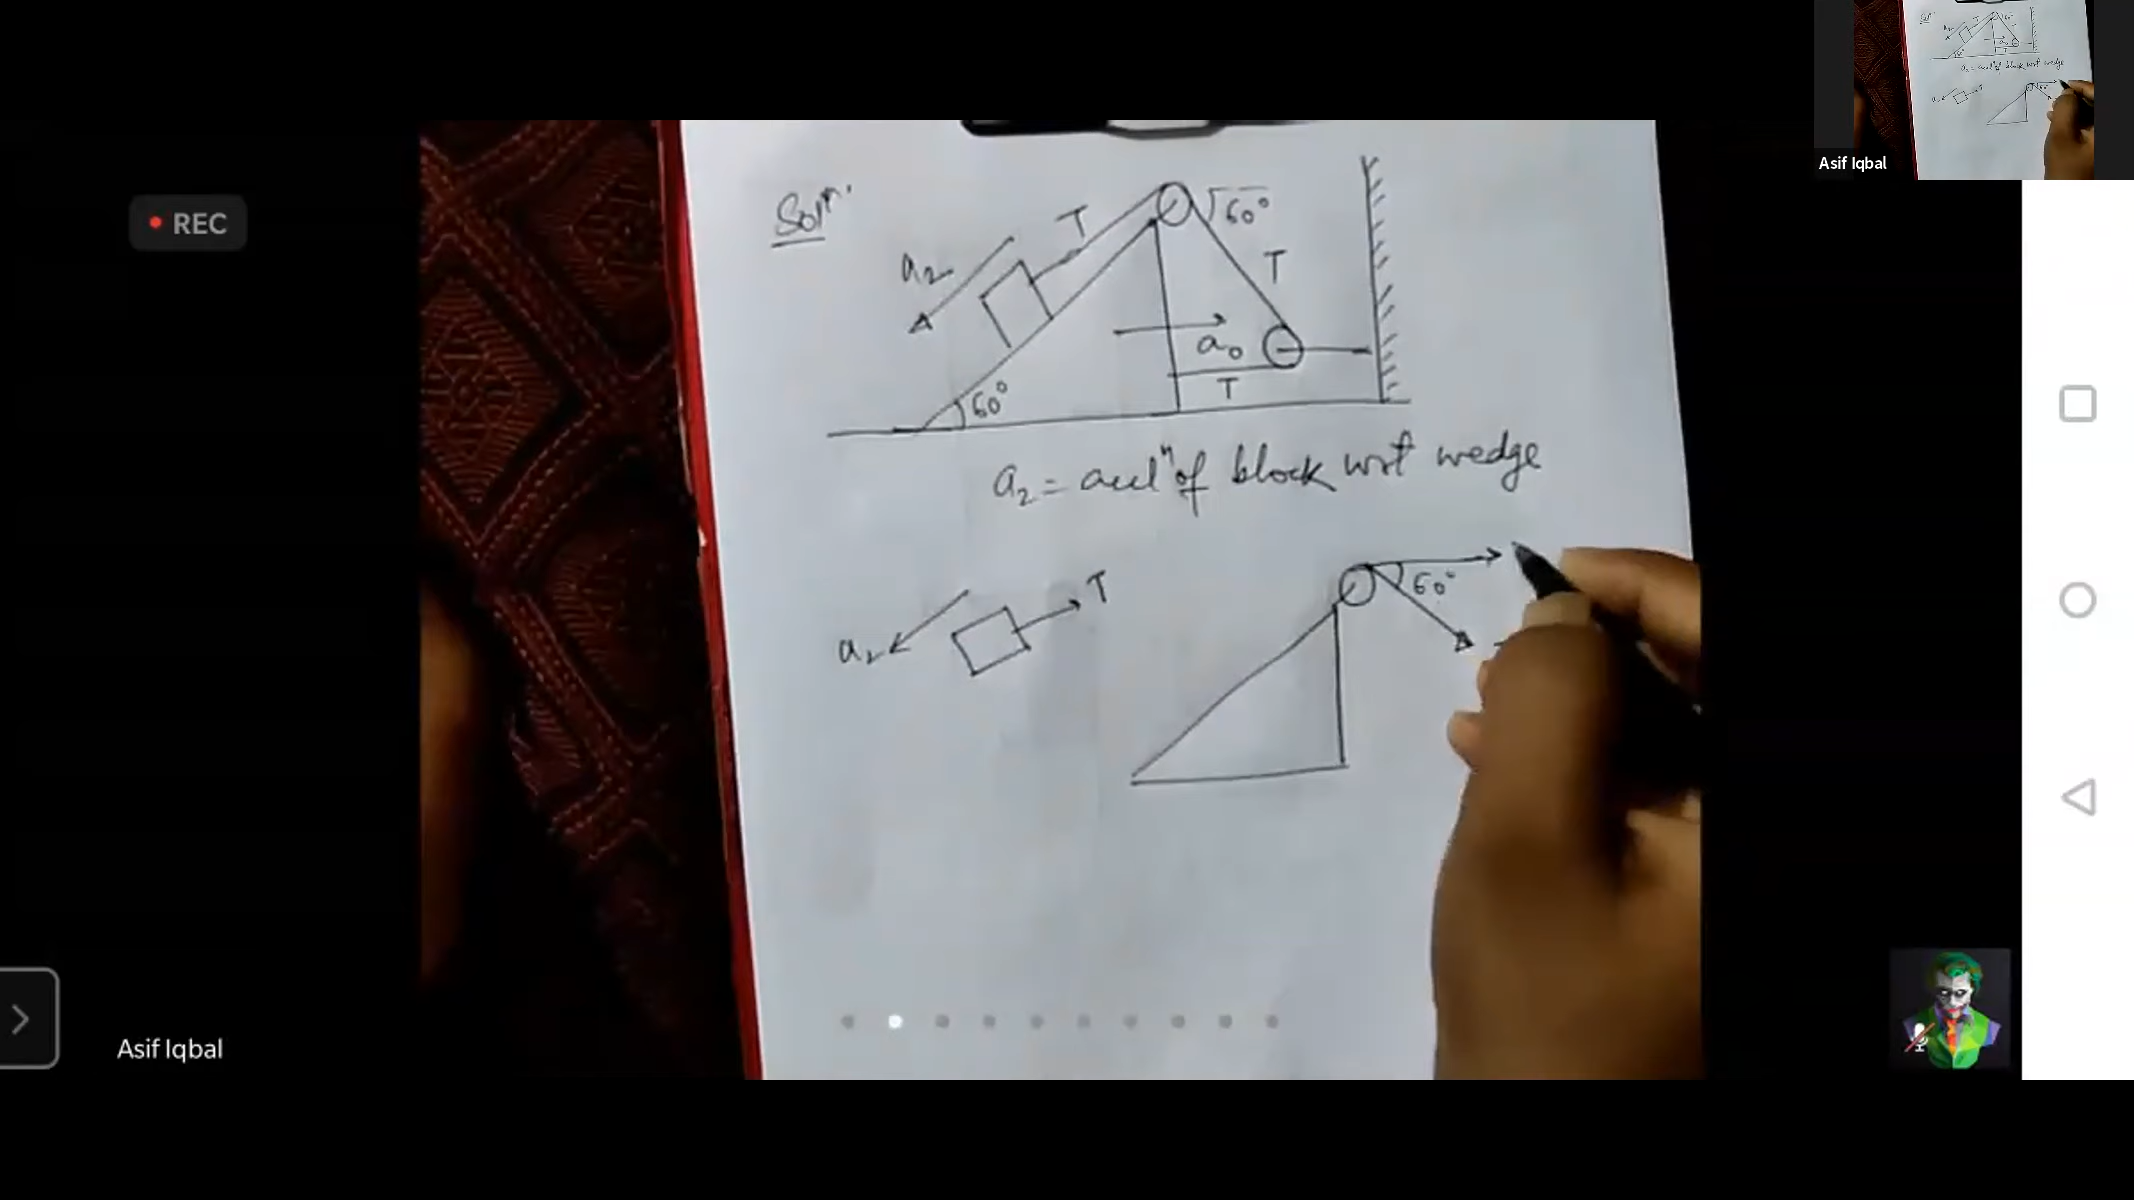 Asif Iqbal
REC
Solⁿ.
T
60°
a₂
T
a₀
T
60°
a₂ = acclⁿ of block wrt wedge
T
60°
a₂
Asif Iqbal